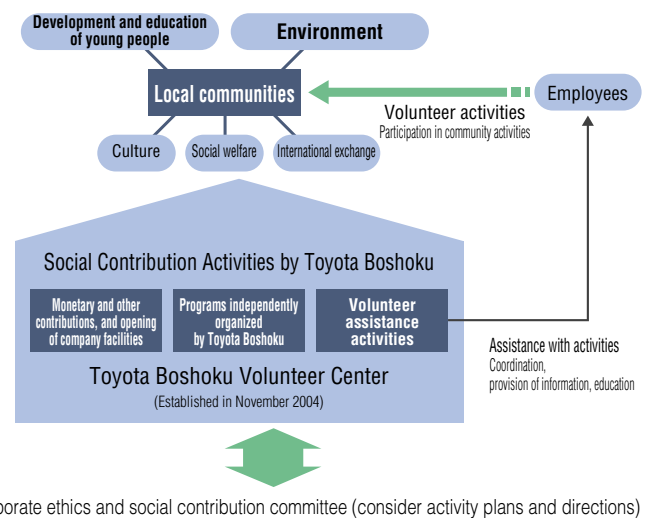 Development and education
of young people
Environment
Local communities
Employees
Volunteer activities
Participation in community activities
Culture
Social welfare
International exchange
Social Contribution Activities by Toyota Boshoku
Monetary and other
contributions, and opening
of company facilities
Programs independently
organized
by Toyota Boshoku
Volunteer
assistance
activities
Assistance with activities
Coordination,
provision of information, education
Toyota Boshoku Volunteer Center
(Established in November 2004)
ethics and social contribution committee (consider activity plans and directions)